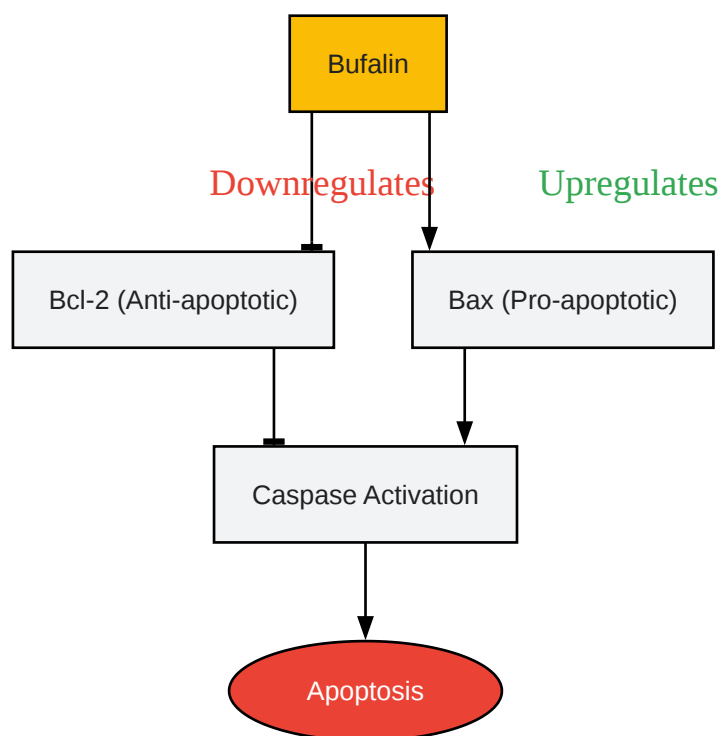 Bufalin
Downregulates
Upregulates
Bcl-2 (Anti-apoptotic)
Bax (Pro-apoptotic)
Caspase Activation
Apoptosis